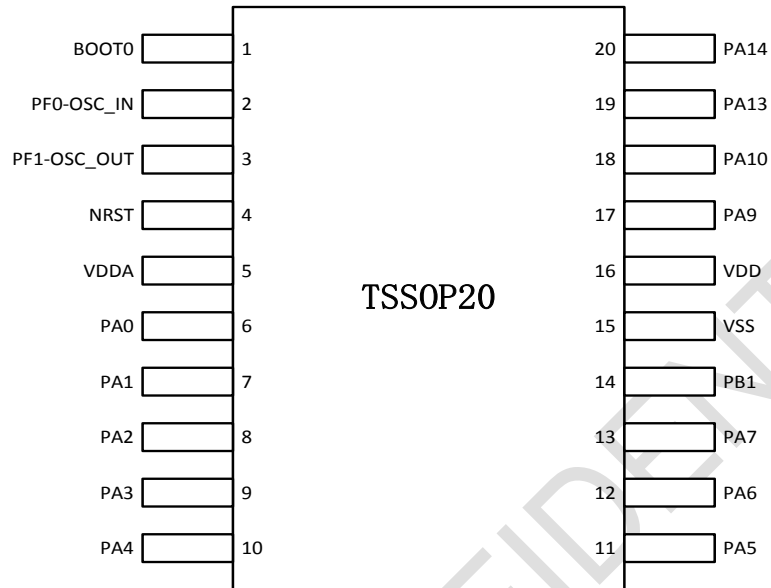 BOOT0 1 20 PA14
PF0-OSC_IN 2 19 PA13
PF1-OSC_OUT 3 18 PA10
NRST 4 17 PA9
VDDA 5 16 VDD
TSSOP20
PA0 6 15 VSS
PA1 7 14 PB1
PA2 8 13 PA7
PA3 9 12 PA6
PA4 10 11 PA5